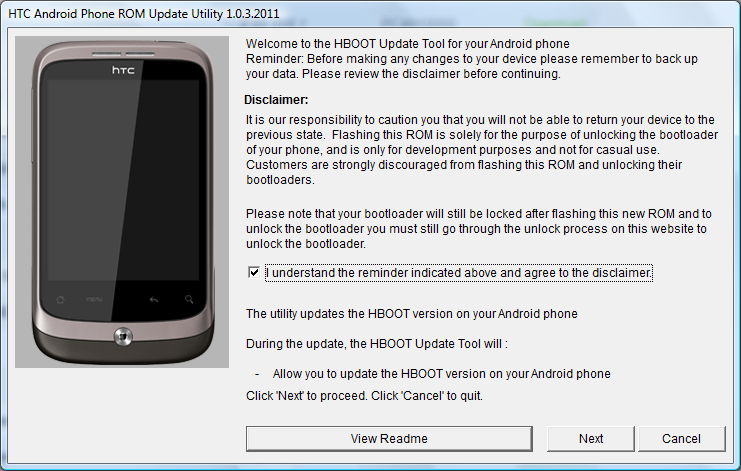 HTC Android Phone ROM Update Utility 1.0.3.2011
hTC
MENU
Welcome to the HBOOT Update Tool for your Android phone
Reminder: Before making any changes to your device please remember to back up
your data. Please review the disclaimer before continuing.
Disclaimer:
It is our responsibility to caution you that you will not be able to return your device to the
previous state.  Flashing this ROM is solely for the purpose of unlocking the bootloader
of your phone, and is only for development purposes and not for casual use.
Customers are strongly discouraged from flashing this ROM and unlocking their
bootloaders.
Please note that your bootloader will still be locked after flashing this new ROM and to
unlock the bootloader you must still go through the unlock process on this website to
unlock the bootloader.
I understand the reminder indicated above and agree to the disclaimer.
The utility updates the HBOOT version on your Android phone
During the update, the HBOOT Update Tool will :
- Allow you to update the HBOOT version on your Android phone
Click 'Next' to proceed. Click 'Cancel' to quit.
View Readme
Next
Cancel